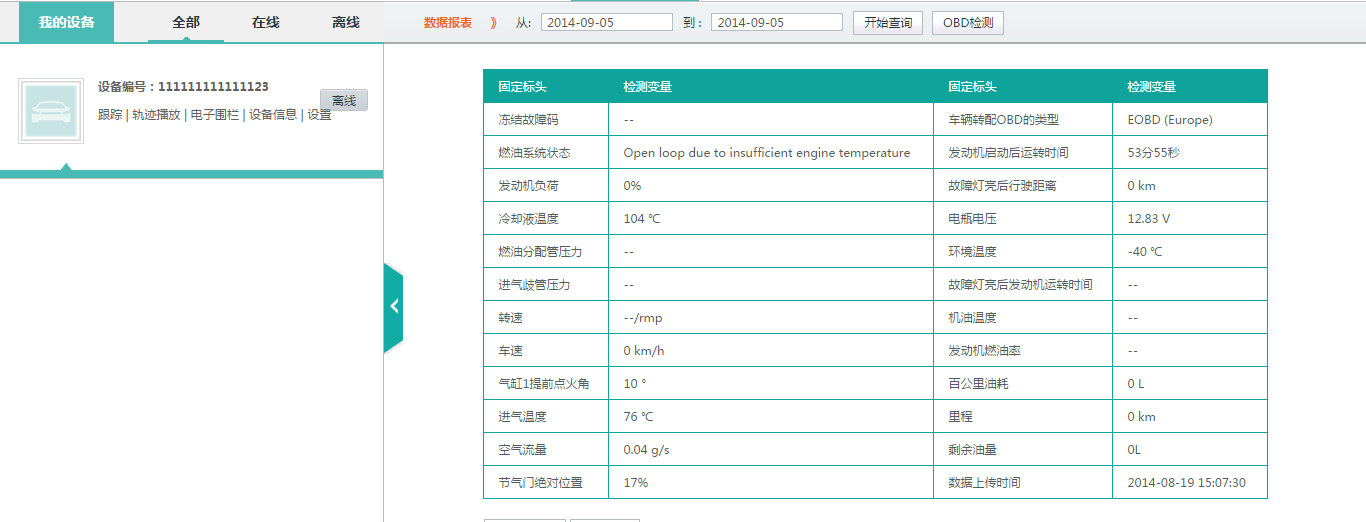 我的设备 全部 在线 离线 数据报表 》 从: 2014-09-05 到: 2014-09-05 开始查询 OBD检测
设备编号：111111111111123
离线
跟踪 | 轨迹播放 | 电子围栏 | 设备信息 | 设置
固定标头 检测变量 固定标头 检测变量
冻结故障码 -- 车辆转配OBD的类型 EOBD (Europe)
燃油系统状态 Open loop due to insufficient engine temperature 发动机启动后运转时间 53分55秒
发动机负荷 0% 故障灯亮后行驶距离 0 km
冷却液温度 104 ℃ 电瓶电压 12.83 V
燃油分配管压力 -- 环境温度 -40 ℃
进气歧管压力 -- 故障灯亮后发动机运转时间 --
转速 --/rmp 机油温度 --
车速 0 km/h 发动机燃油率 --
气缸1提前点火角 10 ° 百公里油耗 0 L
进气温度 76 ℃ 里程 0 km
空气流量 0.04 g/s 剩余油量 0L
节气门绝对位置 17% 数据上传时间 2014-08-19 15:07:30